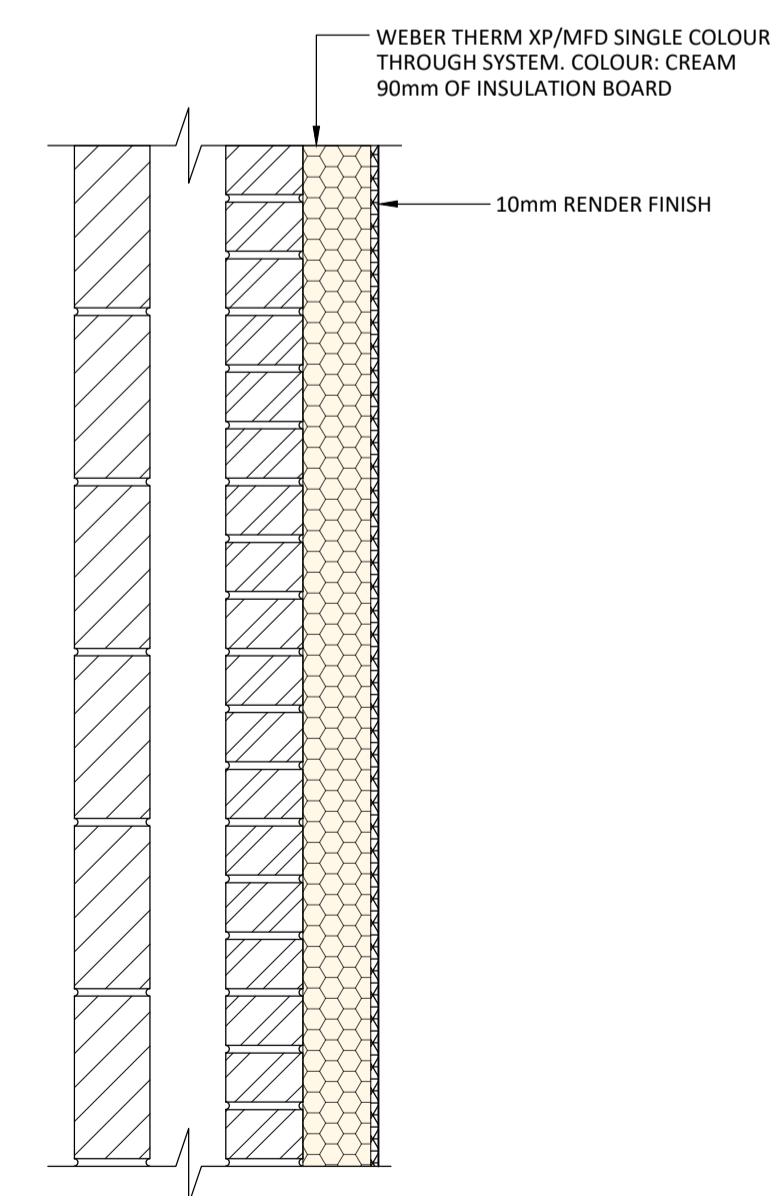 WEBER THERM XP/MFD SINGLE COLOUR
THROUGH SYSTEM. COLOUR: CREAM
90mm OF INSULATION BOARD
10mm RENDER FINISH